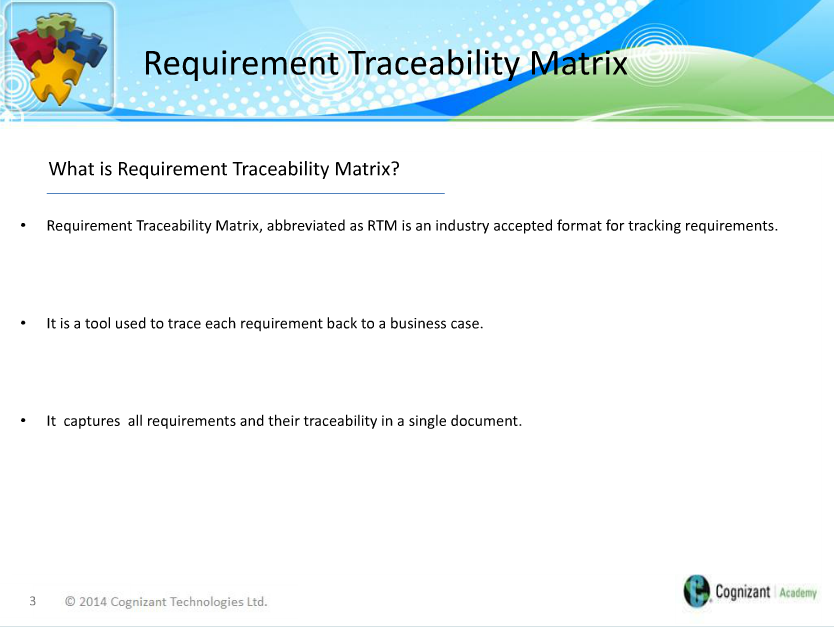 Requirement Traceability Matrix
What is Requirement Traceability Matrix?
• Requirement Traceability Matrix, abbreviated as RTM is an industry accepted format for tracking requirements.
• It is a tool used to trace each requirement back to a business case.
• It  captures  all requirements and their traceability in a single document.
3 © 2014 Cognizant Technologies Ltd.
Cognizant | Academy